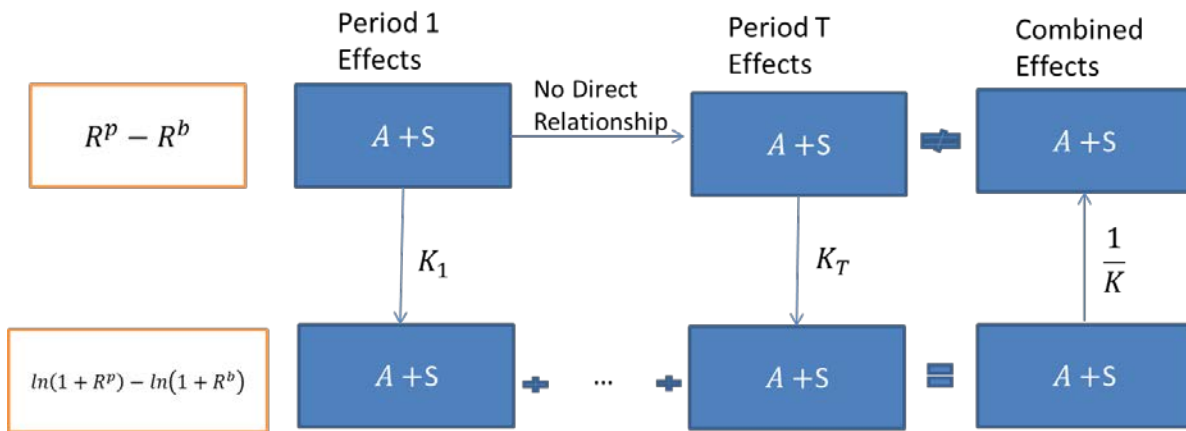 Period 1
Effects
Period T
Effects
Combined
Effects
R^p − R^b
A +S
No Direct
Relationship
A +S
≠
A +S
K_1
K_T
1/K
ln(1 + R^p) − ln(1 + R^b)
A +S
+ ... +
A +S
=
A +S